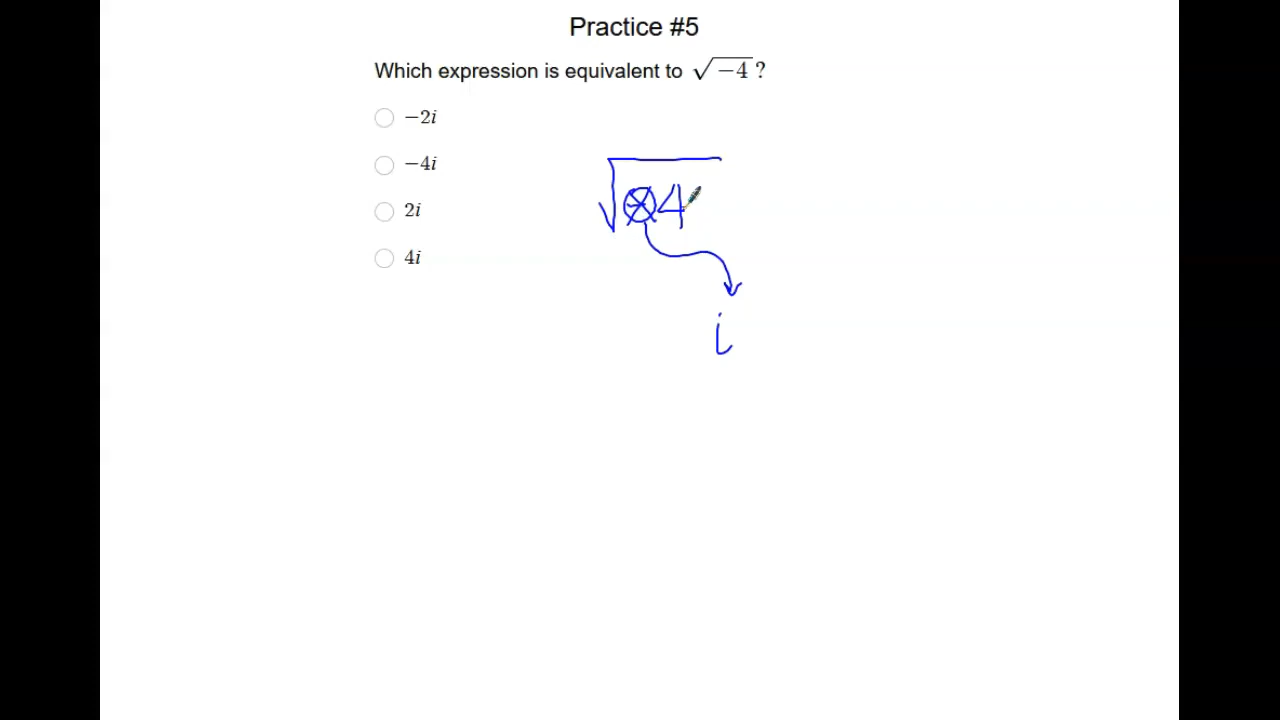 Practice #5
Which expression is equivalent to √−4 ?
−2i
−4i
2i
4i
√-4
i